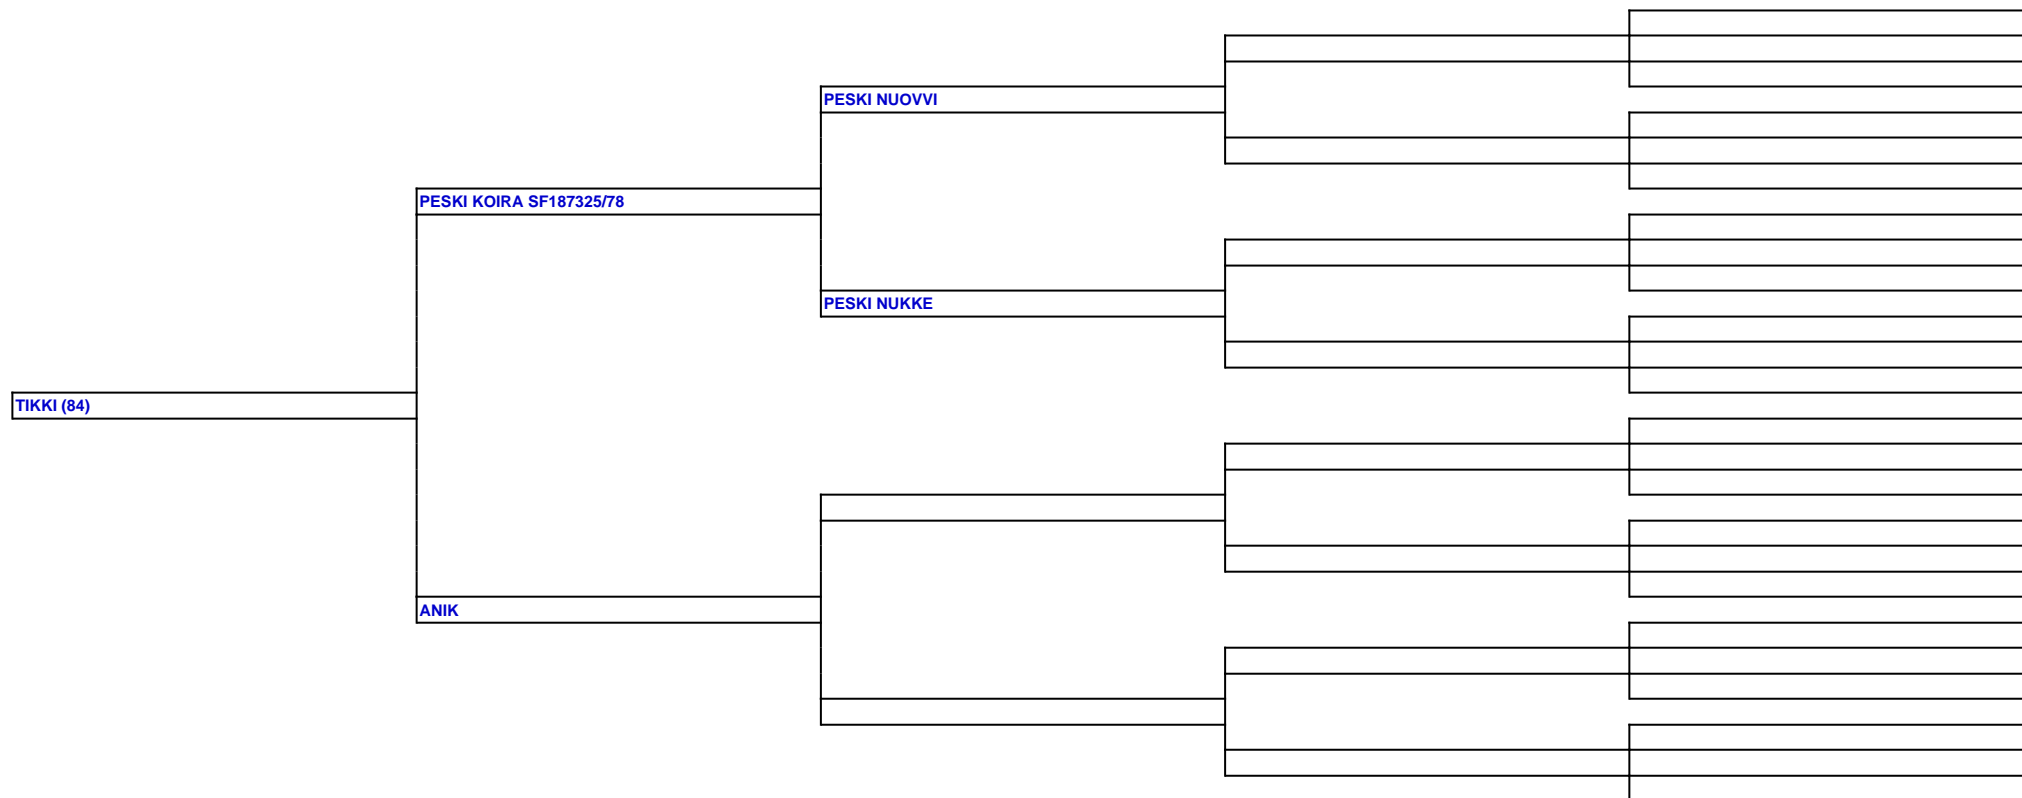 PESKI NUOVVI
PESKI KOIRA SF187325/78
PESKI NUKKE
TIKKI (84)
ANIK